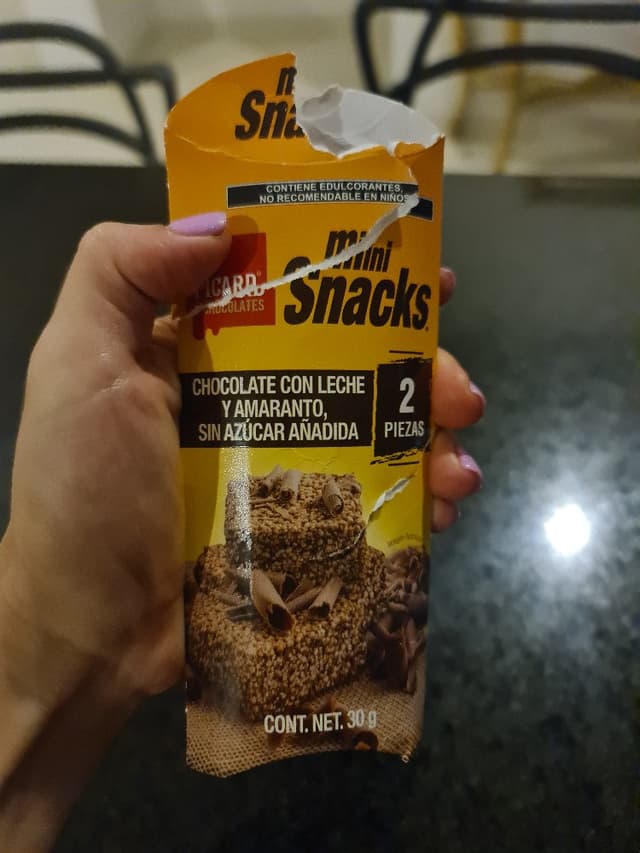 CONTIENE EDULCORANTES,
NO RECOMENDABLE EN NIÑOS
mini
Snacks
CHOCOLATES
CHOCOLATE CON LECHE
Y AMARANTO,
SIN AZÚCAR AÑADIDA
2
PIEZAS
CONT. NET. 30 g